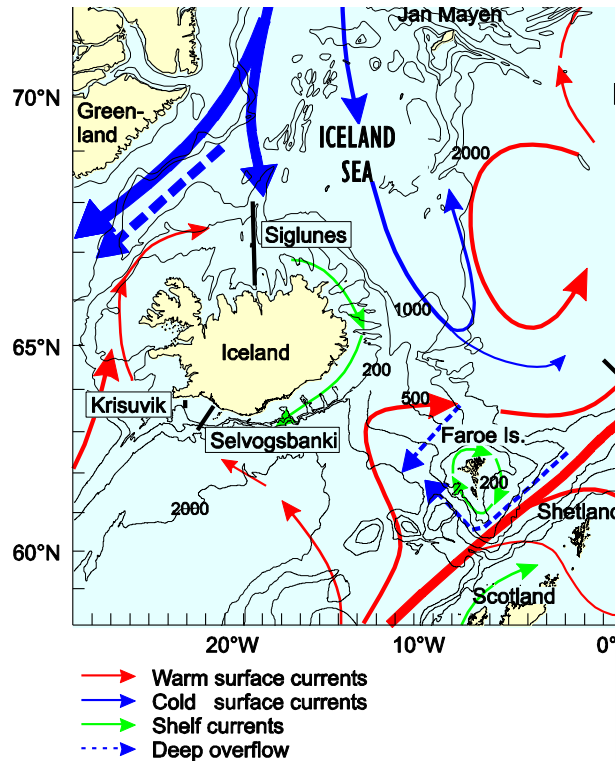 Jan Mayen
70°N
Green-
land
ICELAND
SEA
2000
Siglunes
1000
65°N
Iceland
200
500
Krisuvik
Selvogsbanki
Faroe Is.
200
2000
Shetland
60°N
Scotland
20°W
10°W
0°
Warm surface currents
Cold surface currents
Shelf currents
Deep overflow